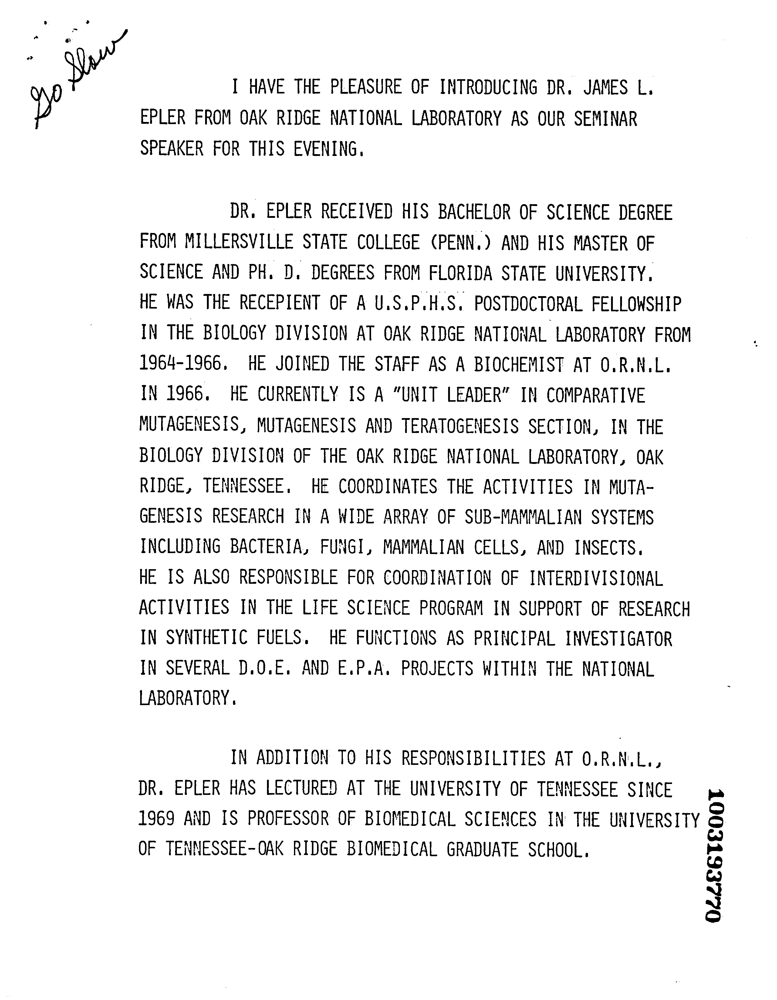 Go Slow
I HAVE THE PLEASURE OF INTRODUCING DR. JAMES L.
EPLER FROM OAK RIDGE NATIONAL LABORATORY AS OUR SEMINAR
SPEAKER FOR THIS EVENING.
DR. EPLER RECEIVED HIS BACHELOR OF SCIENCE DEGREE
FROM MILLERSVILLE STATE COLLEGE (PENN.) AND HIS MASTER OF
SCIENCE AND PH. D. DEGREES FROM FLORIDA STATE UNIVERSITY.
HE WAS THE RECEPIENT OF A U.S.P.H.S. POSTDOCTORAL FELLOWSHIP
IN THE BIOLOGY DIVISION AT OAK RIDGE NATIONAL LABORATORY FROM
1964-1966. HE JOINED THE STAFF AS A BIOCHEMIST AT O.R.N.L.
IN 1966. HE CURRENTLY IS A "UNIT LEADER" IN COMPARATIVE
MUTAGENESIS, MUTAGENESIS AND TERATOGENESIS SECTION, IN THE
BIOLOGY DIVISION OF THE OAK RIDGE NATIONAL LABORATORY, OAK
RIDGE, TENNESSEE. HE COORDINATES THE ACTIVITIES IN MUTA-
GENESIS RESEARCH IN A WIDE ARRAY OF SUB-MAMMALIAN SYSTEMS
INCLUDING BACTERIA, FUNGI, MAMMALIAN CELLS, AND INSECTS.
HE IS ALSO RESPONSIBLE FOR COORDINATION OF INTERDIVISIONAL
ACTIVITIES IN THE LIFE SCIENCE PROGRAM IN SUPPORT OF RESEARCH
IN SYNTHETIC FUELS. HE FUNCTIONS AS PRINCIPAL INVESTIGATOR
IN SEVERAL D.O.E. AND E.P.A. PROJECTS WITHIN THE NATIONAL
LABORATORY.
IN ADDITION TO HIS RESPONSIBILITIES AT O.R.N.L.,
DR. EPLER HAS LECTURED AT THE UNIVERSITY OF TENNESSEE SINCE
1969 AND IS PROFESSOR OF BIOMEDICAL SCIENCES IN THE UNIVERSITY
OF TENNESSEE-OAK RIDGE BIOMEDICAL GRADUATE SCHOOL.
1003193770